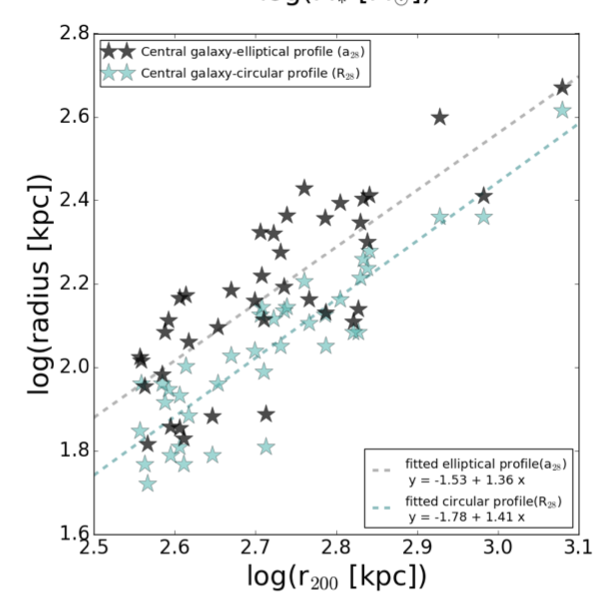 log(M* [M⊙])
2.8
Central galaxy-elliptical profile (a₂₈)
Central galaxy-circular profile (R₂₈)
2.6
2.4
log(radius [kpc])
2.2
2.0
1.8
fitted elliptical profile(a₂₈)
y = -1.53 + 1.36 x
fitted circular profile(R₂₈)
y = -1.78 + 1.41 x
1.6
2.5 2.6 2.7 2.8 2.9 3.0 3.1
log(r₂₀₀ [kpc])